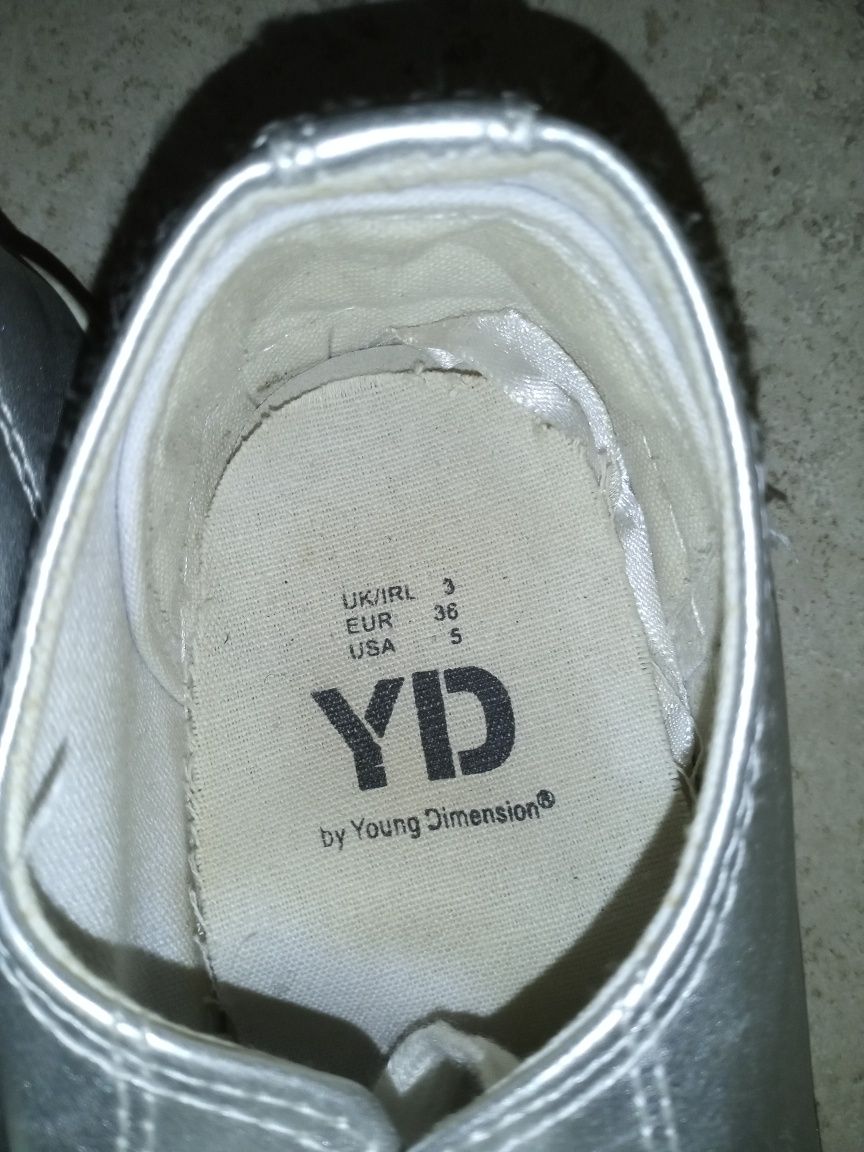 UK/IRL 3
EUR 36
USA 5
YD
by Young Dimension®